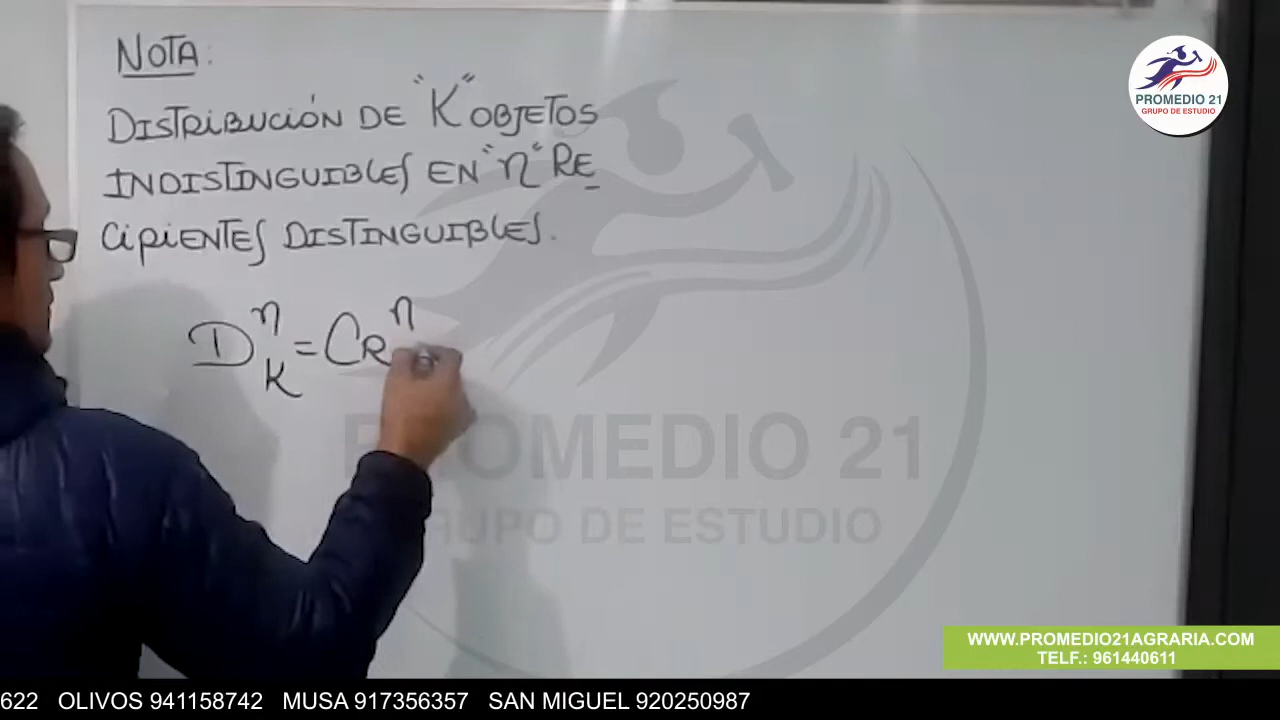 NOTA:
DISTRIBUCIÓN DE "K" OBJETOS
INDISTINGUIBLES EN "n" RE
CIPIENTES DISTINGUIBLES.
D n K = CR n
PROMEDIO 21
GRUPO DE ESTUDIO
PROMEDIO 21
GRUPO DE ESTUDIO
WWW.PROMEDIO21AGRARIA.COM
TELF.: 961440611
622 OLIVOS 941158742 MUSA 917356357 SAN MIGUEL 920250987